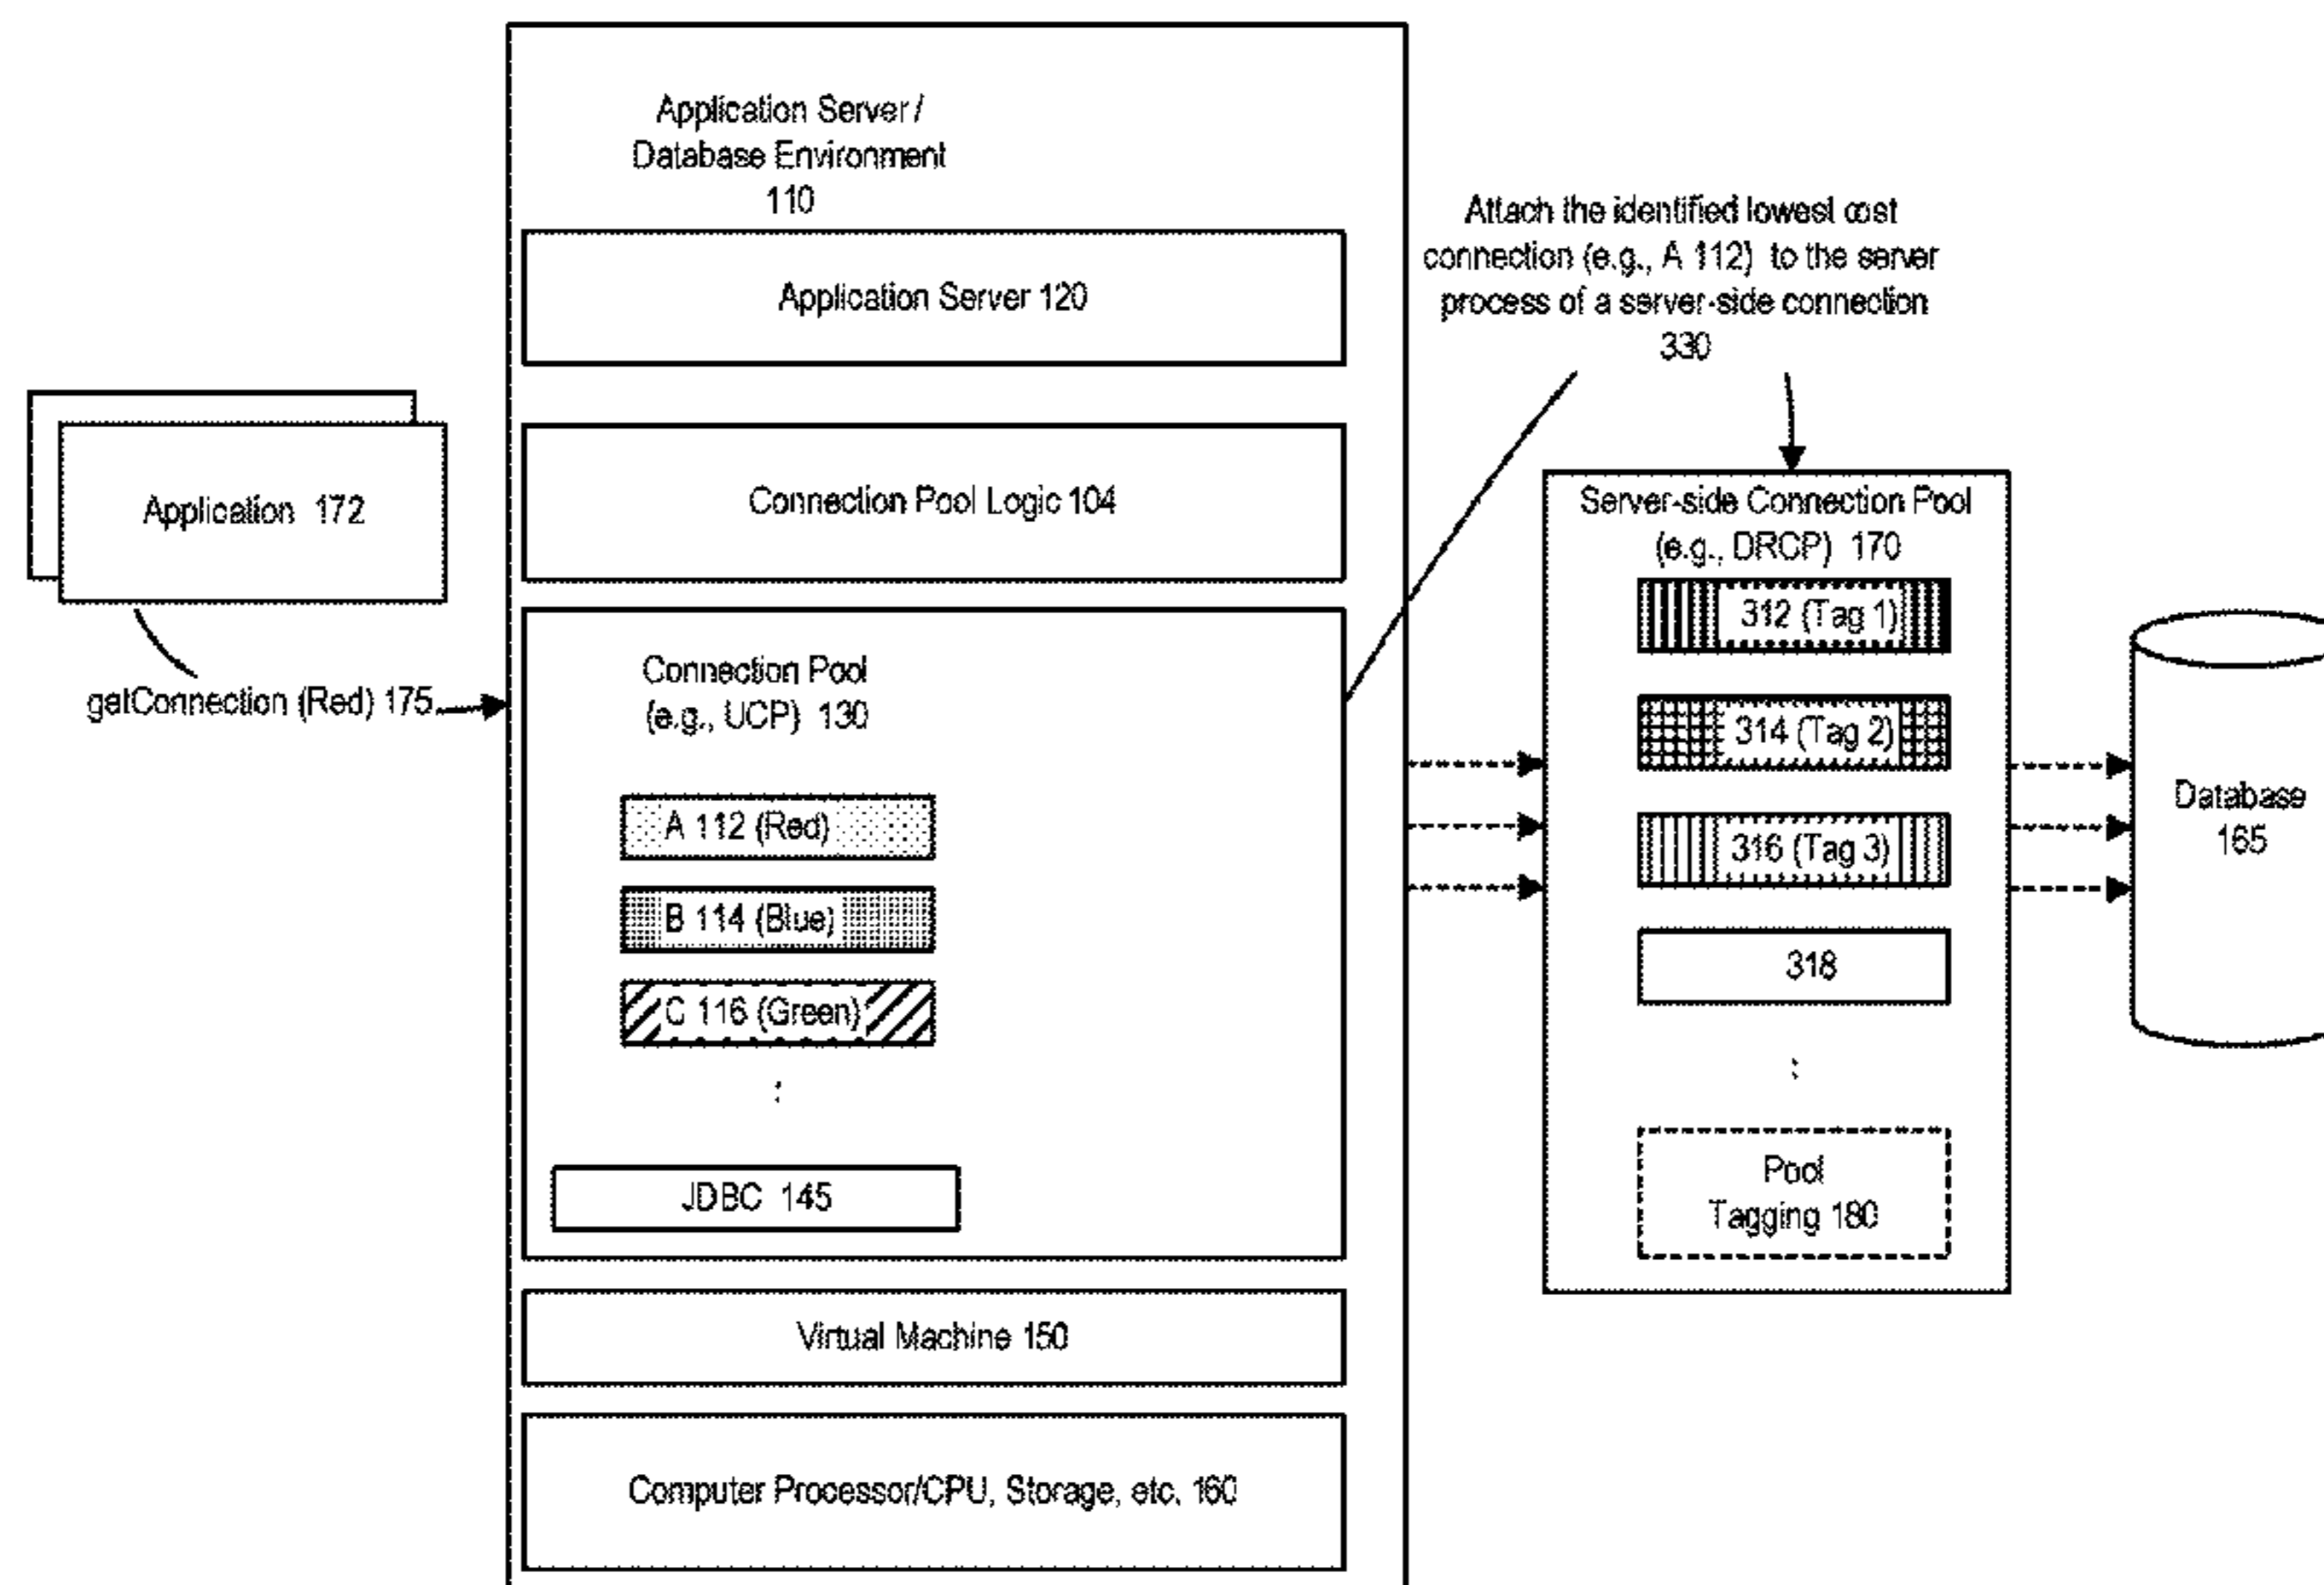 Application Server /
Database Environment
110
Application Server 120
Attach the identified lowest cost
connection (e.g., A 112) to the server
process of a server-side connection
330
Application 172
Connection Pool Logic 104
getConnection (Red) 175
Connection Pool
(e.g., UCP) 130
A 112 (Red)
B 114 (Blue)
C 116 (Green)
:
JDBC 145
Virtual Machine 150
Computer Processor/CPU, Storage, etc. 160
Server-side Connection Pool
(e.g., DRCP) 170
312 (Tag 1)
314 (Tag 2)
316 (Tag 3)
318
:
Pool
Tagging 180
Database
165